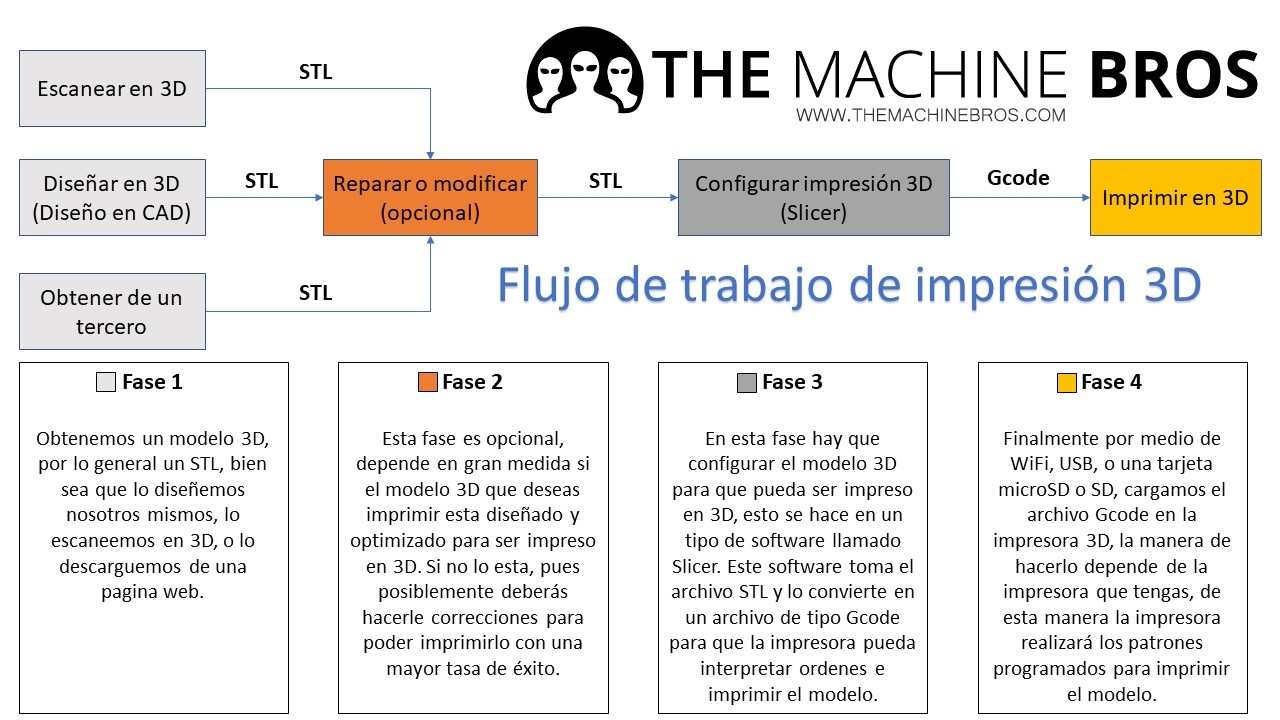 THE MACHINE BROS
WWW.THEMACHINEBROS.COM
Escanear en 3D
STL
Diseñar en 3D
(Diseño en CAD)
STL
Reparar o modificar
(opcional)
STL
Configurar impresión 3D
(Slicer)
Gcode
Imprimir en 3D
Obtener de un
tercero
STL
Flujo de trabajo de impresión 3D
Fase 1
Obtenemos un modelo 3D,
por lo general un STL, bien
sea que lo diseñemos
nosotros mismos, lo
escaneemos en 3D, o lo
descarguemos de una
pagina web.
Fase 2
Esta fase es opcional,
depende en gran medida si
el modelo 3D que deseas
imprimir esta diseñado y
optimizado para ser impreso
en 3D. Si no lo esta, pues
posiblemente deberás
hacerle correcciones para
poder imprimirlo con una
mayor tasa de éxito.
Fase 3
En esta fase hay que
configurar el modelo 3D
para que pueda ser impreso
en 3D, esto se hace en un
tipo de software llamado
Slicer. Este software toma el
archivo STL y lo convierte en
un archivo de tipo Gcode
para que la impresora pueda
interpretar ordenes e
imprimir el modelo.
Fase 4
Finalmente por medio de
WiFi, USB, o una tarjeta
microSD o SD, cargamos el
archivo Gcode en la
impresora 3D, la manera de
hacerlo depende de la
impresora que tengas, de
esta manera la impresora
realizará los patrones
programados para imprimir
el modelo.